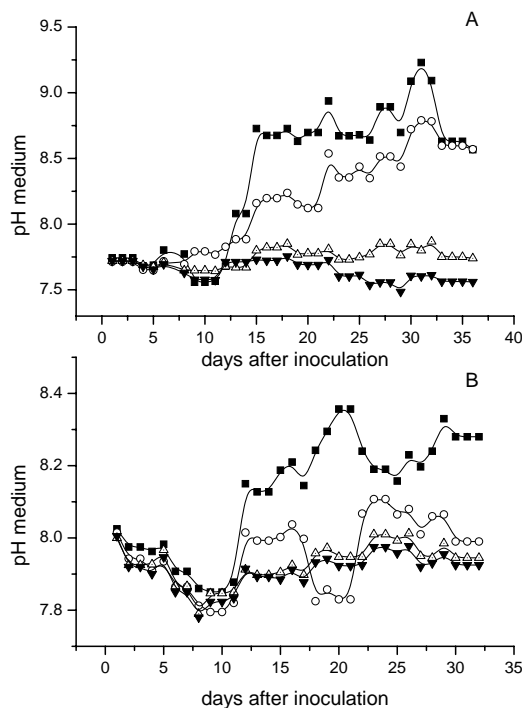 A
9.5
9.0
8.5
8.0
7.5
pH medium
0 5 10 15 20 25 30 35 40
days after inoculation
B
8.4
8.2
8.0
7.8
pH medium
0 5 10 15 20 25 30 35
days after inoculation